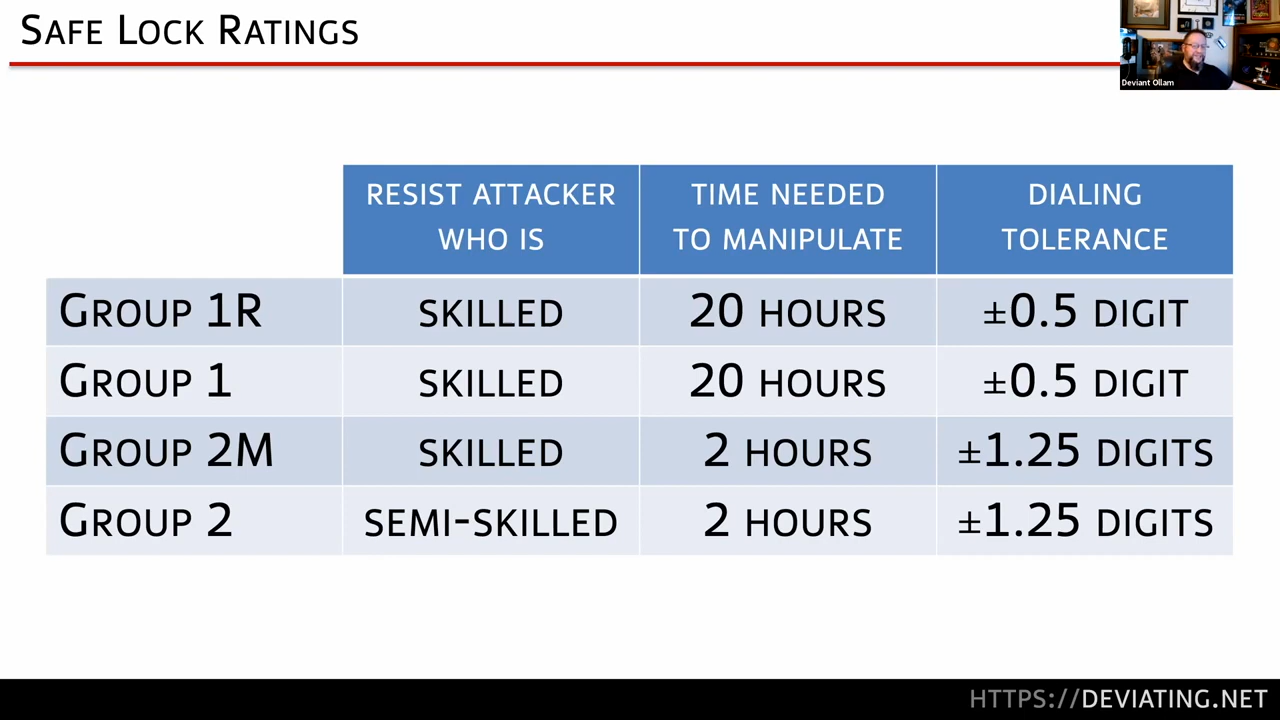 SAFE LOCK RATINGS
Deviant Ollam
RESIST ATTACKER WHO IS
TIME NEEDED TO MANIPULATE
DIALING TOLERANCE
GROUP 1R SKILLED 20 HOURS ±0.5 DIGIT
GROUP 1 SKILLED 20 HOURS ±0.5 DIGIT
GROUP 2M SKILLED 2 HOURS ±1.25 DIGITS
GROUP 2 SEMI-SKILLED 2 HOURS ±1.25 DIGITS
HTTPS://DEVIATING.NET